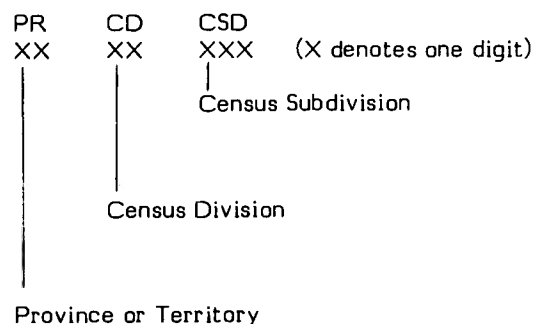 PR CD CSD
XX XX XXX (X denotes one digit)
Census Subdivision
Census Division
Province or Territory